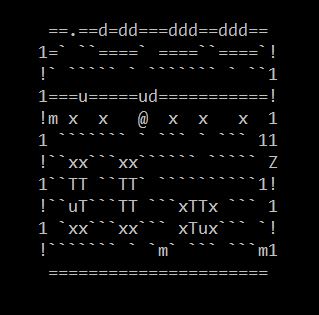 ==.==d=dd===ddd==ddd==
1=` ``====` ====``====`!
!` ````` ` ``````` ` ``1
1===u=====ud===========!
!m x  x   @  x  x   x  1
1 ``````` ` ``` ` ``` 11
!``xx```xx`````` ````` Z
1``TT ``TT` ``````````1!
!``uT```TT ```xTTx ``` 1
1 `xx```xx``` xTux``` `!
!``````` ` `m` ``` ```m1
======================